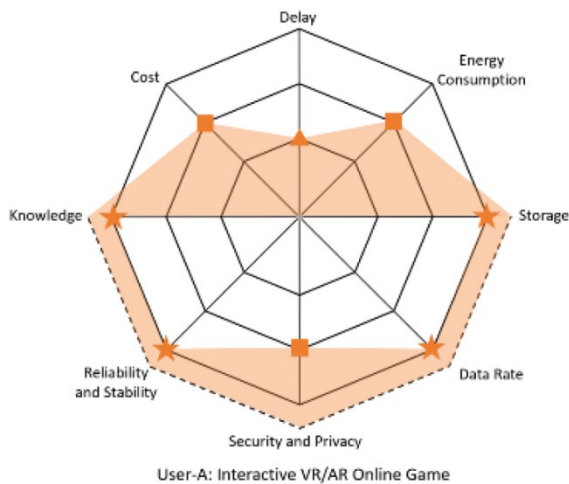 Delay
Energy
Consumption
Cost
Knowledge
Storage
Reliability
and Stability
Data Rate
Security and Privacy
User-A: Interactive VR/AR Online Game